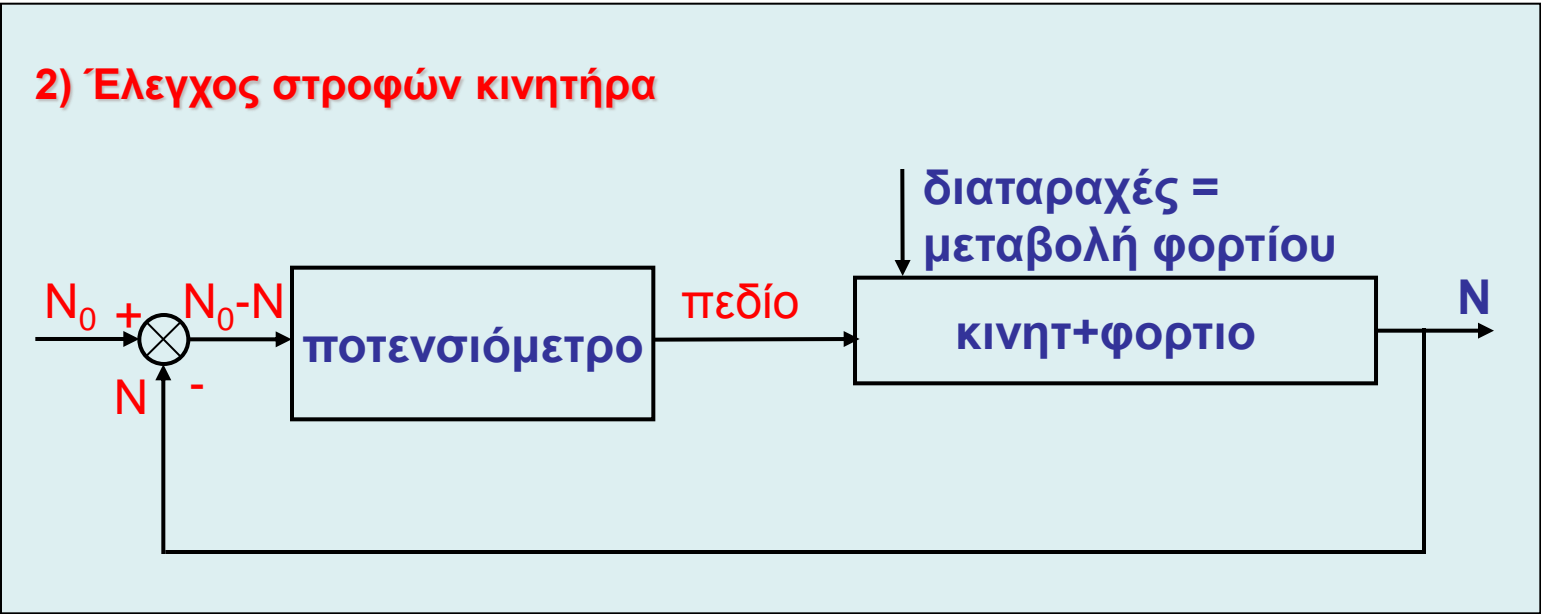 2) Έλεγχος στροφών κινητήρα
διαταραχές =
μεταβολή φορτίου
N₀ + N₀-N
ποτενσιόμετρο
πεδίο
κινητ+φορτιο
N
N -